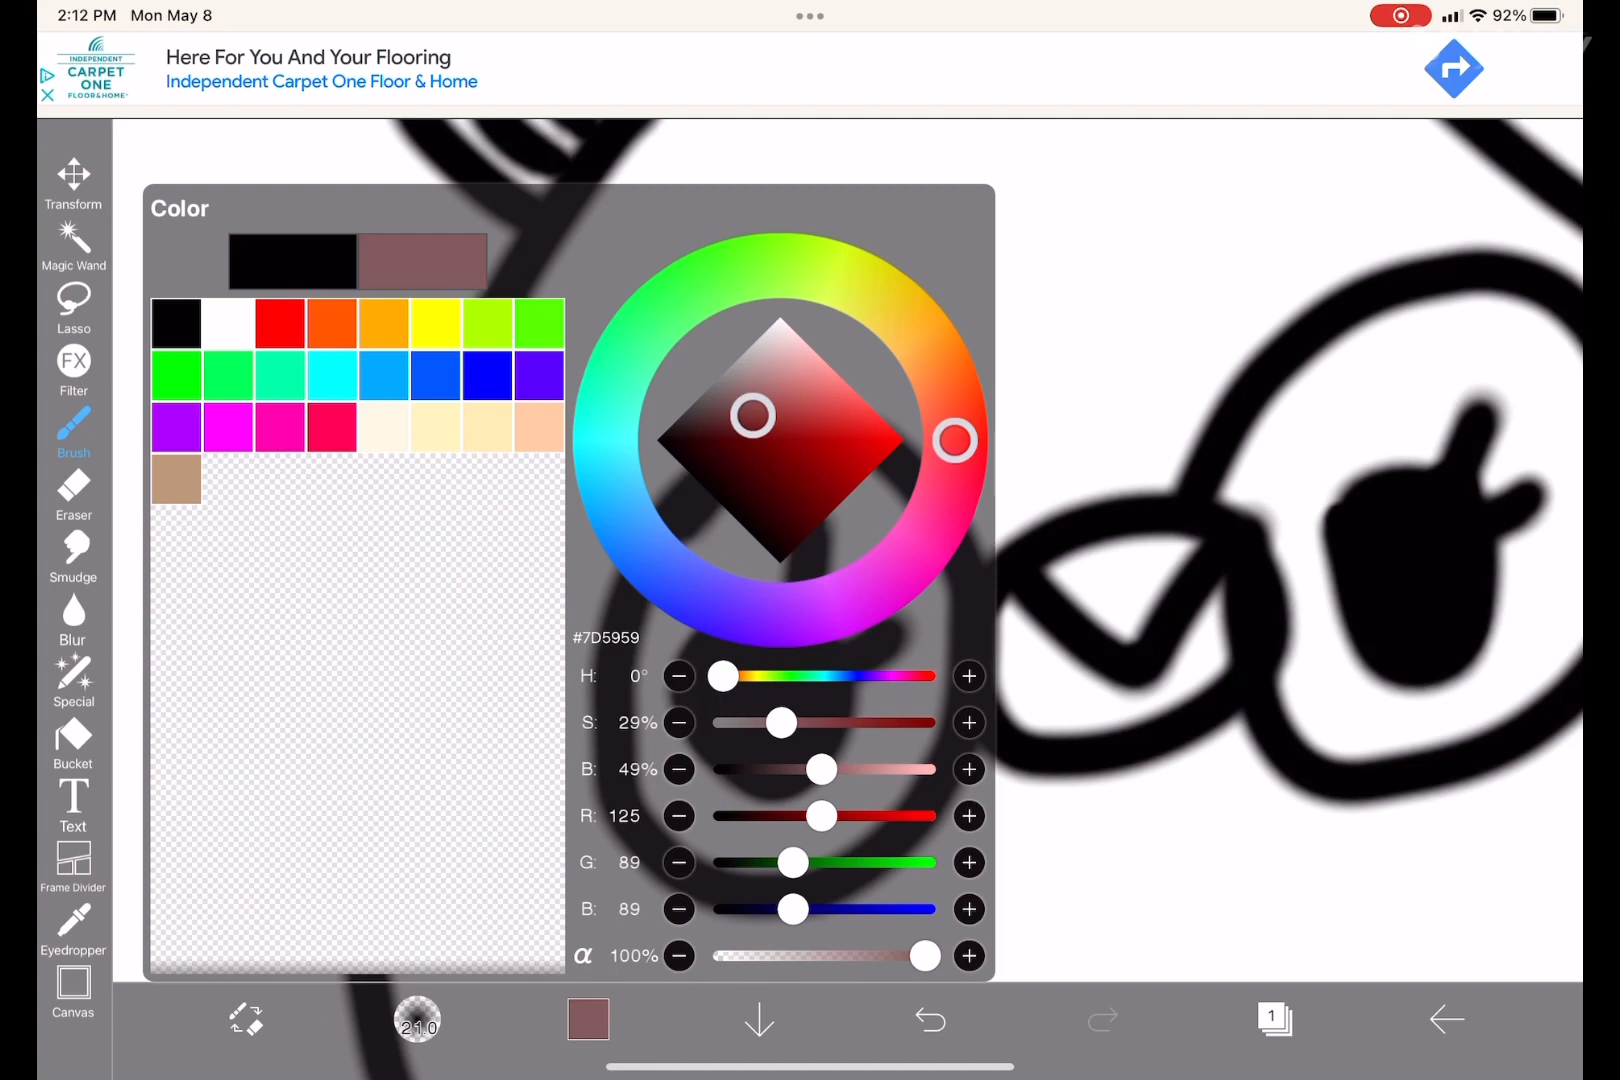 2:12 PM Mon May 8
92%
INDEPENDENT
CARPET
ONE
FLOOR & HOME
Here For You And Your Flooring
Independent Carpet One Floor & Home
Transform
Magic Wand
Lasso
FX
Filter
Brush
Eraser
Smudge
Blur
Special
Bucket
T
Text
Frame Divider
Eyedropper
Canvas
Color
#7D5959
H: 0°
S: 29%
B: 49%
R: 125
G: 89
B: 89
α 100%
21.0
1